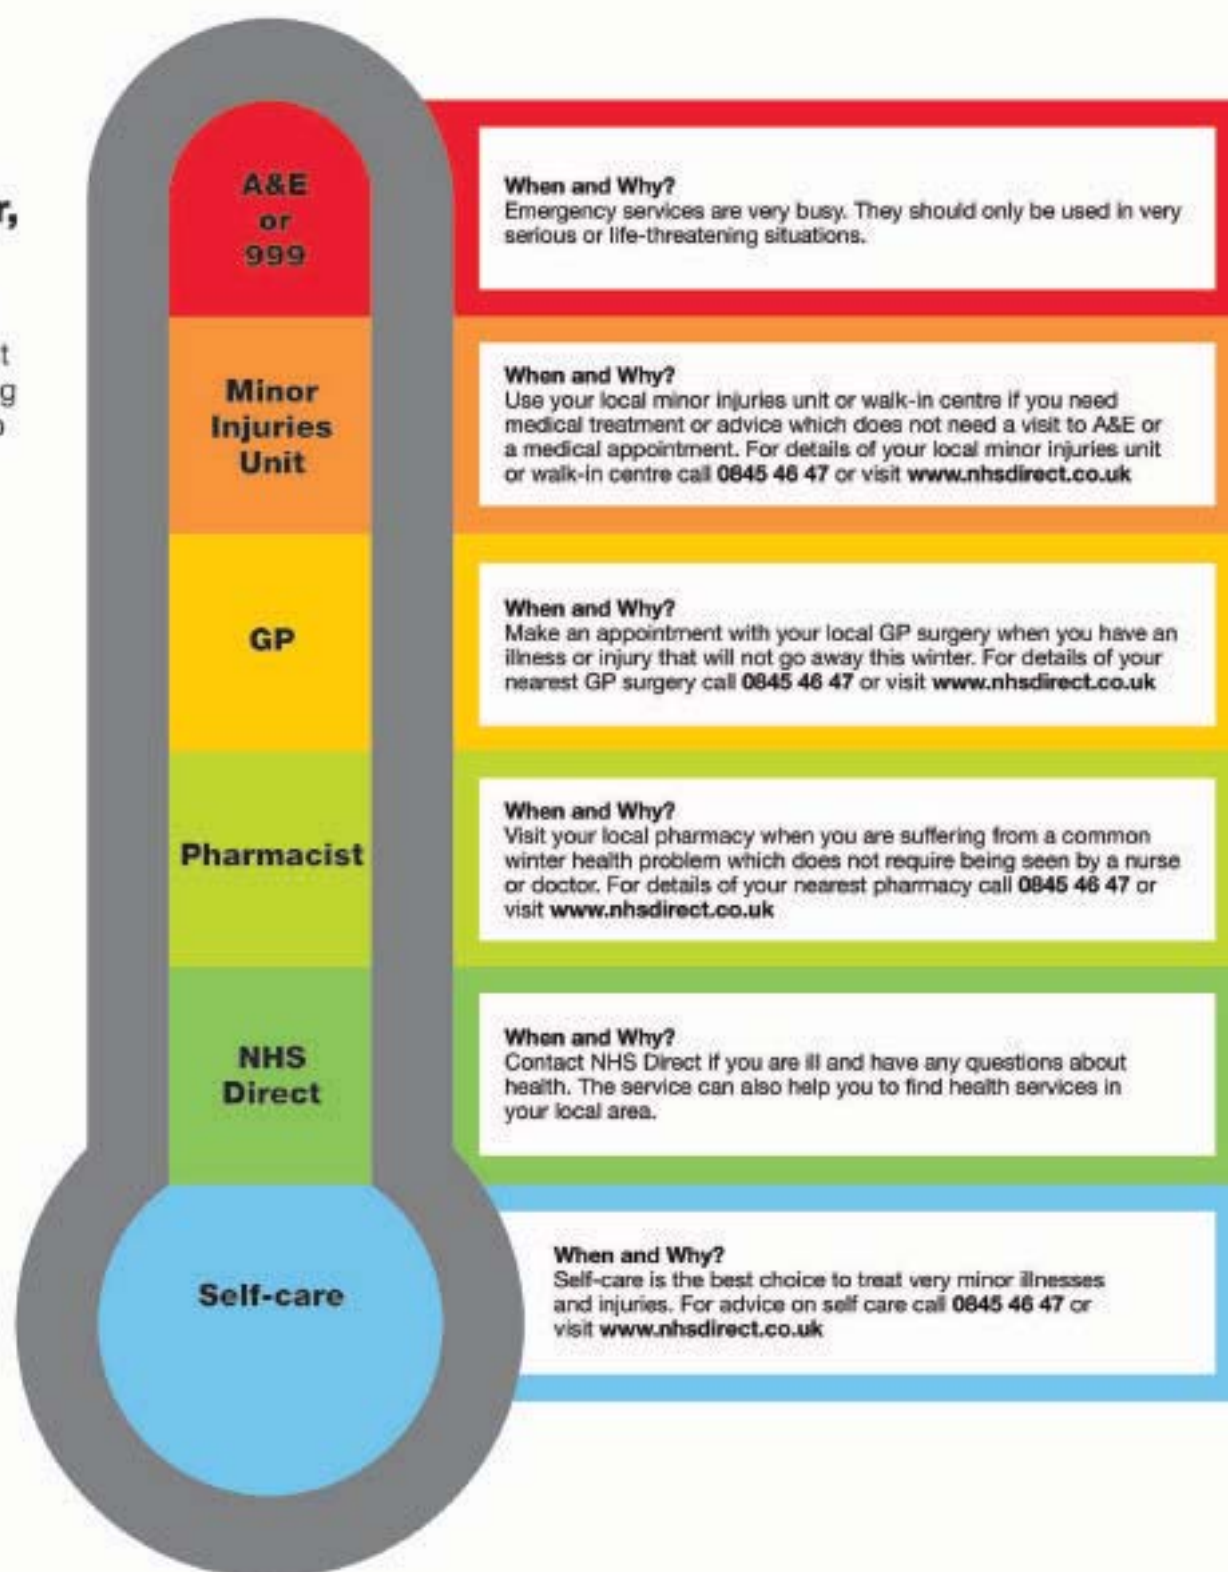 r,
t
g
o
A&E
or
999
When and Why?
Emergency services are very busy. They should only be used in very
serious or life-threatening situations.
Minor
Injuries
Unit
When and Why?
Use your local minor injuries unit or walk-in centre if you need
medical treatment or advice which does not need a visit to A&E or
a medical appointment. For details of your local minor injuries unit
or walk-in centre call 0845 46 47 or visit www.nhsdirect.co.uk
GP
When and Why?
Make an appointment with your local GP surgery when you have an
illness or injury that will not go away this winter. For details of your
nearest GP surgery call 0845 46 47 or visit www.nhsdirect.co.uk
Pharmacist
When and Why?
Visit your local pharmacy when you are suffering from a common
winter health problem which does not require being seen by a nurse
or doctor. For details of your nearest pharmacy call 0845 46 47 or
visit www.nhsdirect.co.uk
NHS
Direct
When and Why?
Contact NHS Direct if you are ill and have any questions about
health. The service can also help you to find health services in
your local area.
Self-care
When and Why?
Self-care is the best choice to treat very minor illnesses
and injuries. For advice on self care call 0845 46 47 or
visit www.nhsdirect.co.uk